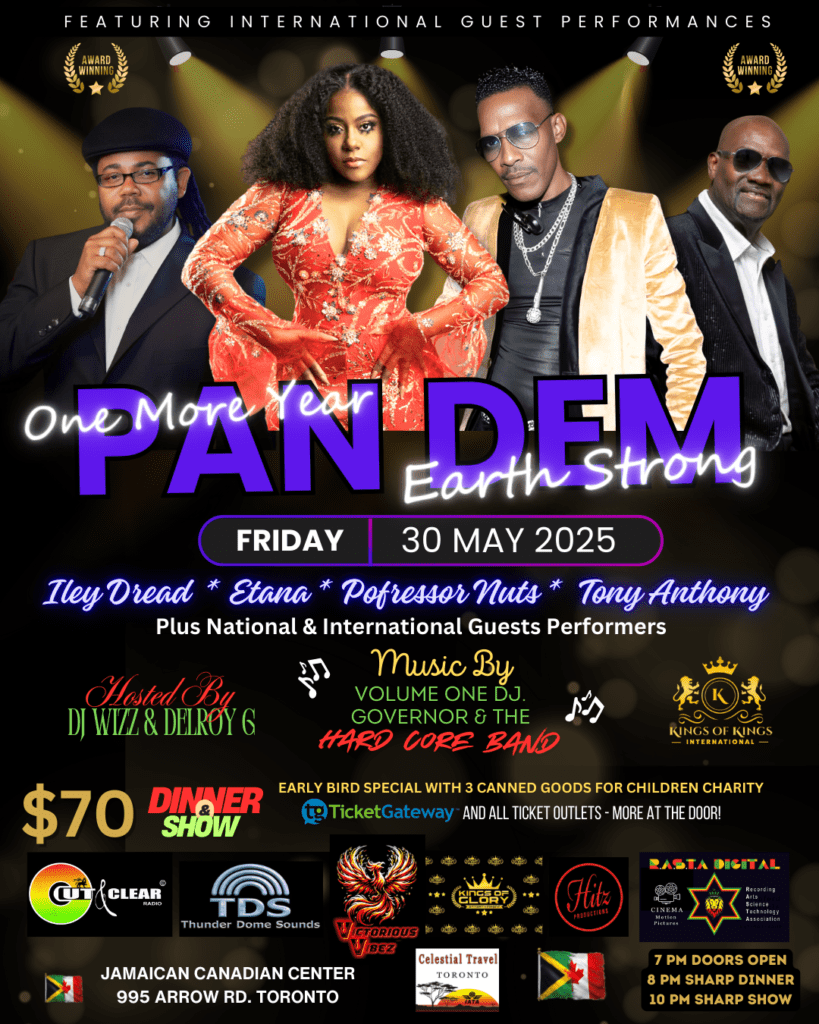 FEATURING INTERNATIONAL GUEST PERFORMANCES
AWARD
WINNING
AWARD
WINNING
One More Year
PAN DEM
Earth Strong
FRIDAY 30 MAY 2025
Iley Dread * Etana * Pofressor Nuts * Tony Anthony
Plus National & International Guests Performers
Hosted By
DJ WIZZ & DELROY G
Music By
VOLUME ONE DJ.
GOVERNOR & THE
HARD CORE BAND
K
KINGS OF KINGS
INTERNATIONAL
$70
DINNER
&
SHOW
EARLY BIRD SPECIAL WITH 3 CANNED GOODS FOR CHILDREN CHARITY
tg TicketGateway™ AND ALL TICKET OUTLETS - MORE AT THE DOOR!
CUT & CLEAR ©
RADIO
TDS
Thunder Dome Sounds
VICTORIOUS
VIBEZ
KINGS OF
GLORY
Hitz
PRODUCTIONS
R.A.S.T.A DIGITAL
CINEMA
Motion
Pictures
Recording
Arts
Science
Technology
Association
JAMAICAN CANADIAN CENTER
995 ARROW RD. TORONTO
Celestial Travel
TORONTO
IATA
7 PM DOORS OPEN
8 PM SHARP DINNER
10 PM SHARP SHOW